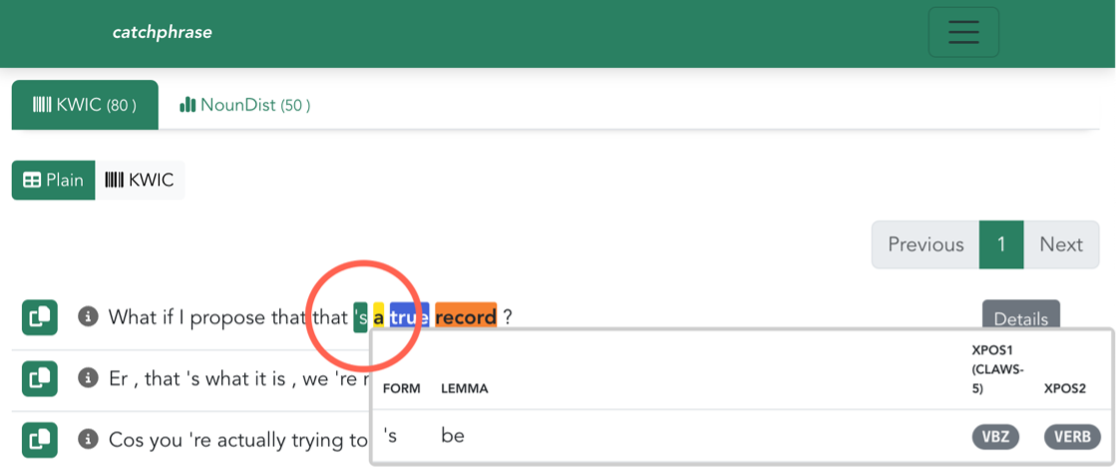 catchphrase
KWIC (80 )
NounDist (50 )
Plain
KWIC
Previous 1 Next
What if I propose that that 's a true record ?
Details
Er , that 's what it is , we 're
Cos you 're actually trying to
FORM LEMMA XPOS1 (CLAWS-5) XPOS2
's be VBZ VERB